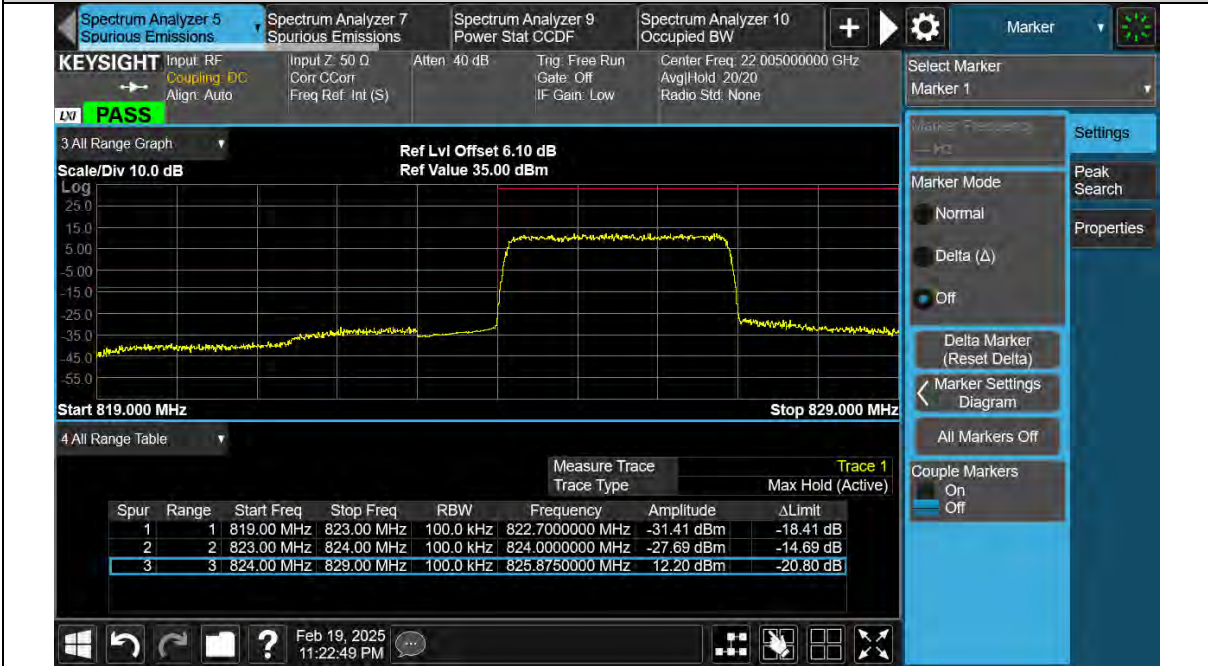 Spectrum Analyzer 5
Spurious Emissions
Spectrum Analyzer 7
Spurious Emissions
Spectrum Analyzer 9
Power Stat CCDF
Spectrum Analyzer 10
Occupied BW
+
Marker
KEYSIGHT
Input: RF
Coupling: DC
Align: Auto
Input Z: 50 Ω
Corr CCorr
Freq Ref: Int (S)
Atten: 40 dB
Trig: Free Run
Gate: Off
IF Gain: Low
Center Freq: 22.005000000 GHz
Avg|Hold: 20/20
Radio Std: None
LXI
PASS
Select Marker
Marker 1
Marker Frequency
--- Hz
Settings
Peak
Search
Properties
Marker Mode
Normal
Delta (Δ)
Off
Delta Marker
(Reset Delta)
Marker Settings
Diagram
All Markers Off
Couple Markers
On
Off
3 All Range Graph
Scale/Div 10.0 dB
Ref Lvl Offset 6.10 dB
Ref Value 35.00 dBm
Log
25.0
15.0
5.00
-5.00
-15.0
-25.0
-35.0
-45.0
-55.0
Start 819.000 MHz
Stop 829.000 MHz
4 All Range Table
Measure Trace Trace 1
Trace Type Max Hold (Active)
Spur Range Start Freq Stop Freq RBW Frequency Amplitude ΔLimit
1 1 819.00 MHz 823.00 MHz 100.0 kHz 822.7000000 MHz -31.41 dBm -18.41 dB
2 2 823.00 MHz 824.00 MHz 100.0 kHz 824.0000000 MHz -27.69 dBm -14.69 dB
3 3 824.00 MHz 829.00 MHz 100.0 kHz 825.8750000 MHz 12.20 dBm -20.80 dB
?
Feb 19, 2025
11:22:49 PM